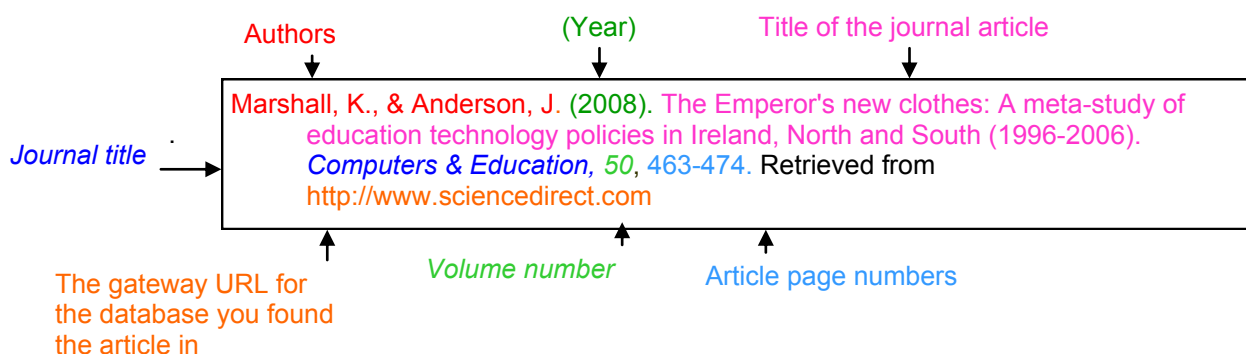 Authors
(Year)
Title of the journal article
Marshall, K., & Anderson, J. (2008). The Emperor's new clothes: A meta-study of
education technology policies in Ireland, North and South (1996-2006).
Journal title
.
Computers & Education, 50, 463-474. Retrieved from
http://www.sciencedirect.com
Volume number
Article page numbers
The gateway URL for
the database you found
the article in